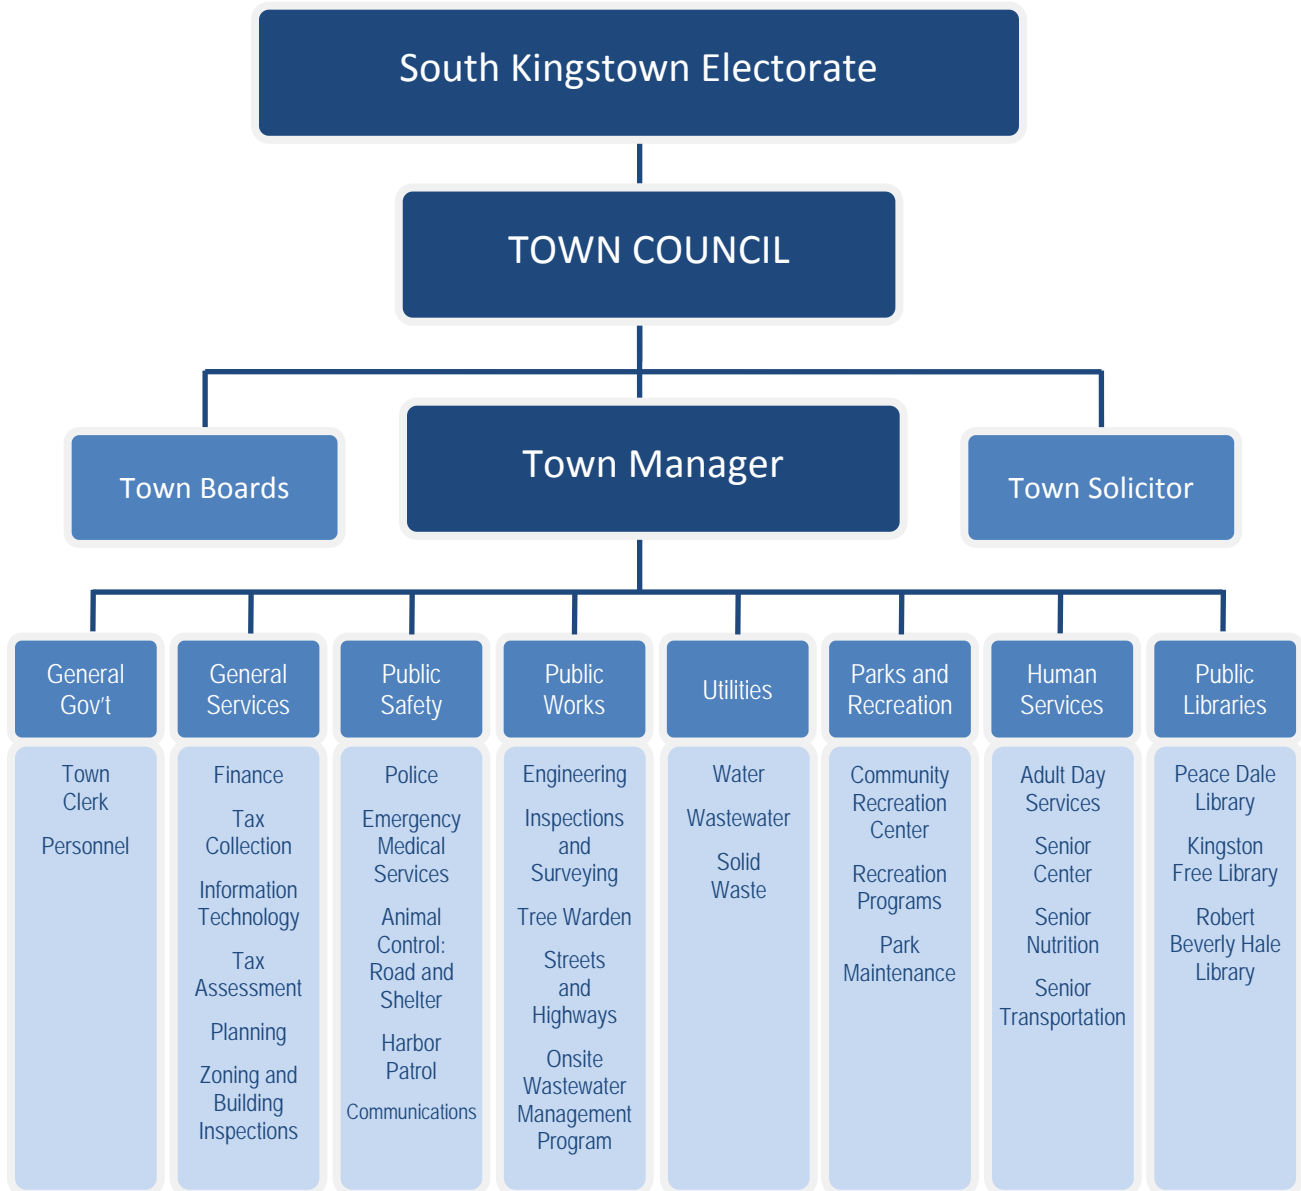 South Kingstown Electorate
TOWN COUNCIL
Town Boards
Town Manager
Town Solicitor
General
Gov't
Town
Clerk
Personnel
General
Services
Finance
Tax
Collection
Information
Technology
Tax
Assessment
Planning
Zoning and
Building
Inspections
Public
Safety
Police
Emergency
Medical
Services
Animal
Control:
Road and
Shelter
Harbor
Patrol
Communications
Public
Works
Engineering
Inspections
and
Surveying
Tree Warden
Streets
and
Highways
Onsite
Wastewater
Management
Program
Utilities
Water
Wastewater
Solid
Waste
Parks and
Recreation
Community
Recreation
Center
Recreation
Programs
Park
Maintenance
Human
Services
Adult Day
Services
Senior
Center
Senior
Nutrition
Senior
Transportation
Public
Libraries
Peace Dale
Library
Kingston
Free Library
Robert
Beverly Hale
Library